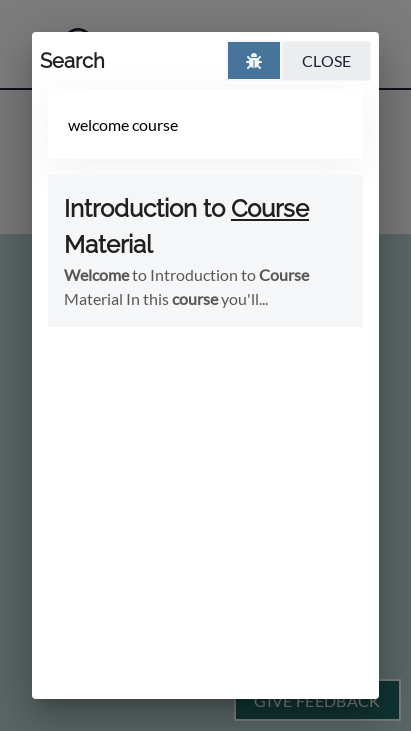 Search
CLOSE
welcome course
Introduction to Course
Material
Welcome to Introduction to Course
Material In this course you'll...
GIVE FEEDBACK